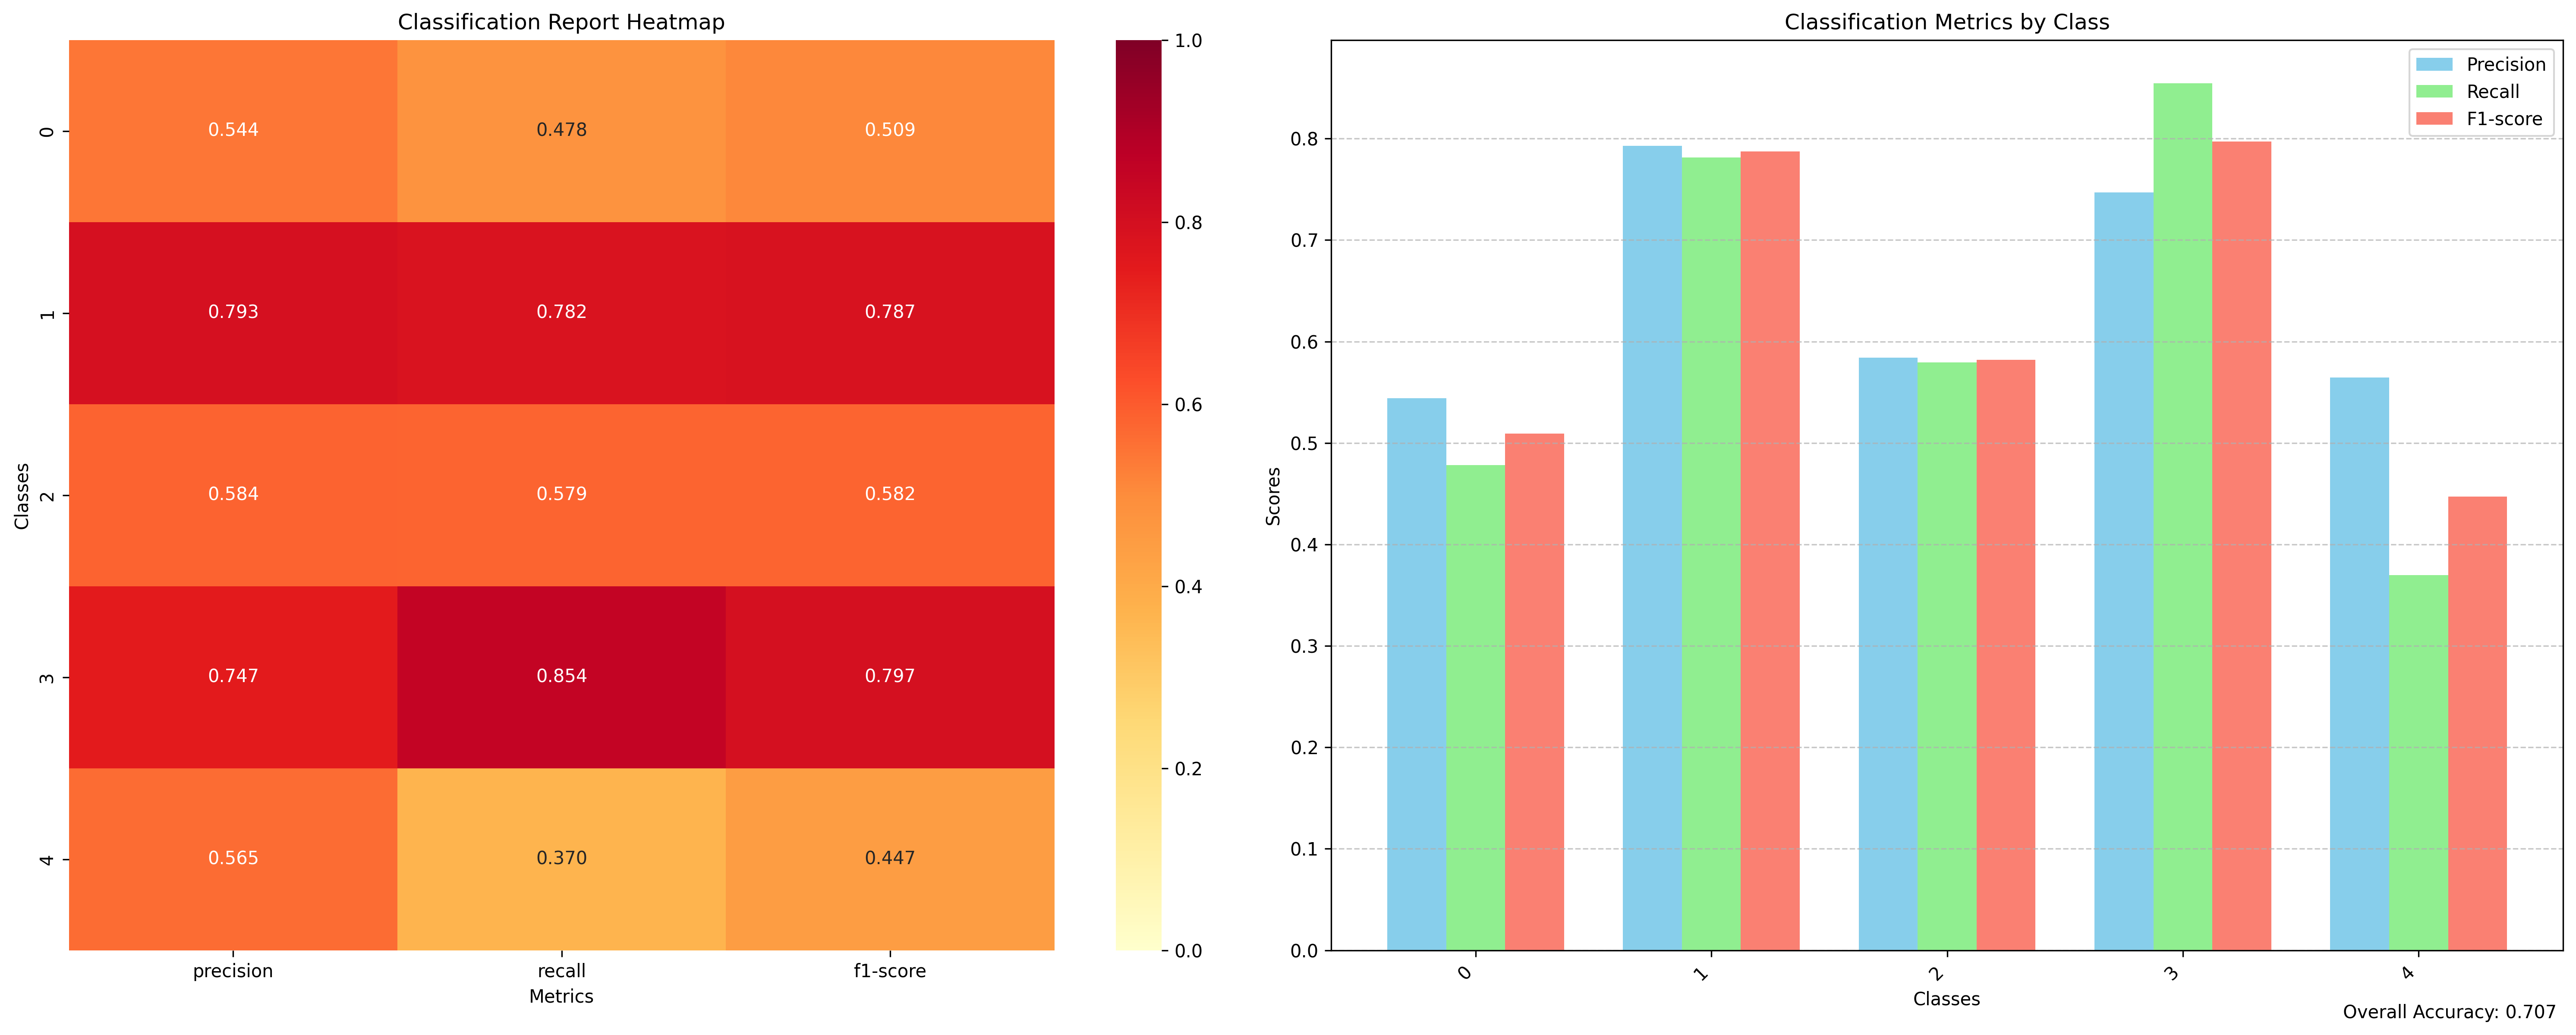 Classification Report Heatmap
Classes
0
1
2
3
4
0.544 0.478 0.509
0.793 0.782 0.787
0.584 0.579 0.582
0.747 0.854 0.797
0.565 0.370 0.447
precision recall f1-score
Metrics
1.0
0.8
0.6
0.4
0.2
0.0
Classification Metrics by Class
Scores
0.8
0.7
0.6
0.5
0.4
0.3
0.2
0.1
0.0
Precision
Recall
F1-score
0 1 2 3 4
Classes
Overall Accuracy: 0.707